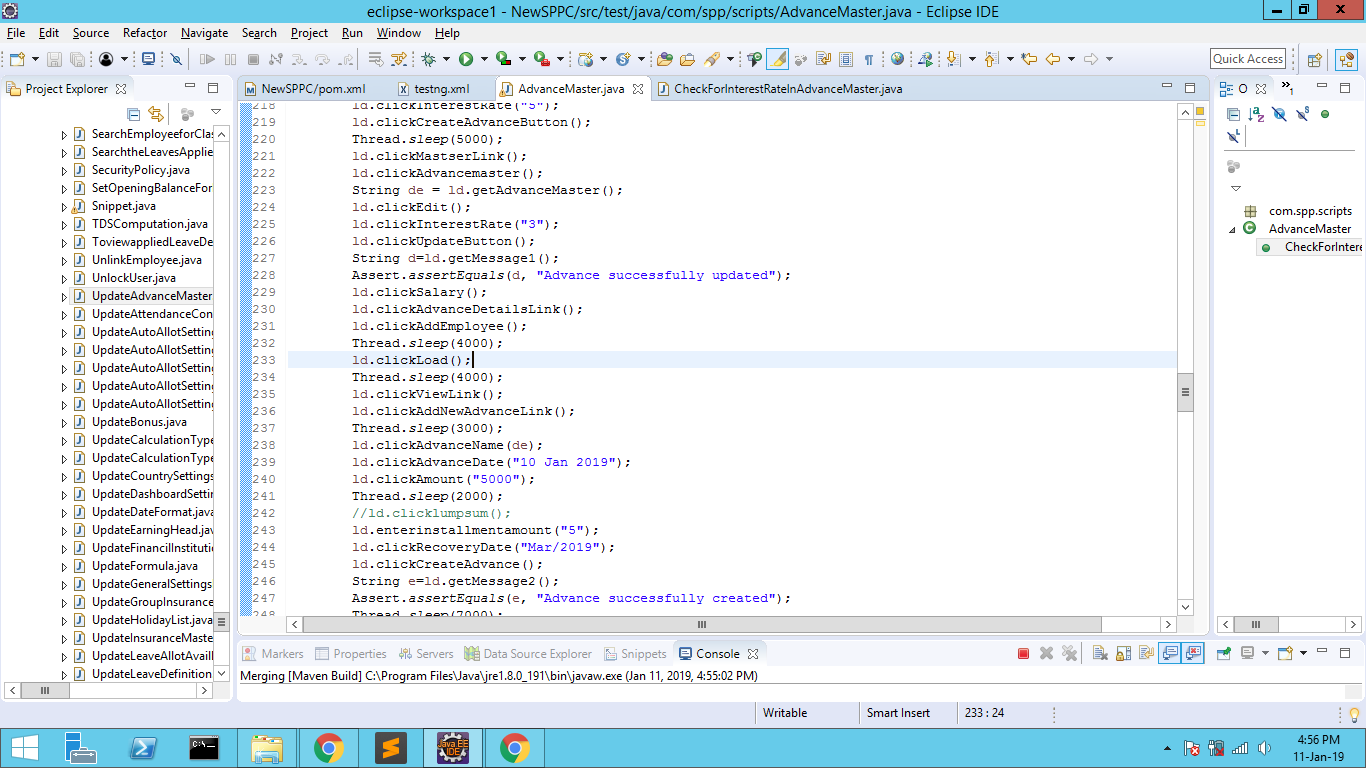 eclipse-workspace1 - NewSPPC/src/test/java/com/spp/scripts/AdvanceMaster.java - Eclipse IDE
File Edit Source Refactor Navigate Search Project Run Window Help
Quick Access
Project Explorer
NewSPPC/pom.xml testng.xml AdvanceMaster.java CheckForInterestRateInAdvanceMaster.java
SearchEmployeeforClas
SearchtheLeavesApplie
SecurityPolicy.java
SetOpeningBalanceFor
Snippet.java
TDSComputation.java
ToviewappliedLeaveDe
UnlinkEmployee.java
UnlockUser.java
UpdateAdvanceMaster
UpdateAttendanceCon
UpdateAutoAllotSetting
UpdateAutoAllotSetting
UpdateAutoAllotSetting
UpdateAutoAllotSetting
UpdateAutoAllotSetting
UpdateBonus.java
UpdateCalculationType
UpdateCalculationType
UpdateCountrySettings
UpdateDashboardSettin
UpdateDateFormat.java
UpdateEarningHead.jav
UpdateFinancilInstitutio
UpdateFormula.java
UpdateGeneralSettings
UpdateGroupInsurance
UpdateHolidayList.java
UpdateInsuranceMaste
UpdateLeaveAllotAvaill
UpdateLeaveDefinition
218 ld.clickInterestRate("5");
219 ld.clickCreateAdvanceButton();
220 Thread.sleep(5000);
221 ld.clickMastserLink();
222 ld.clickAdvancemaster();
223 String de = ld.getAdvanceMaster();
224 ld.clickEdit();
225 ld.clickInterestRate("3");
226 ld.clickUpdateButton();
227 String d=ld.getMessage1();
228 Assert.assertEquals(d, "Advance successfully updated");
229 ld.clickSalary();
230 ld.clickAdvanceDetailsLink();
231 ld.clickAddEmployee();
232 Thread.sleep(4000);
233 ld.clickLoad();
234 Thread.sleep(4000);
235 ld.clickViewLink();
236 ld.clickAddNewAdvanceLink();
237 Thread.sleep(3000);
238 ld.clickAdvanceName(de);
239 ld.clickAdvanceDate("10 Jan 2019");
240 ld.clickAmount("5000");
241 Thread.sleep(2000);
242 //ld.clicklumpsum();
243 ld.enterinstallmentamount("5");
244 ld.clickRecoveryDate("Mar/2019");
245 ld.clickCreateAdvance();
246 String e=ld.getMessage2();
247 Assert.assertEquals(e, "Advance successfully created");
248 Thread.sleep(7000);
O
1
com.spp.scripts
AdvanceMaster
CheckForIntere
Markers Properties Servers Data Source Explorer Snippets Console
Merging [Maven Build] C:\Program Files\Java\jre1.8.0_191\bin\javaw.exe (Jan 11, 2019, 4:55:02 PM)
Writable Smart Insert 233 : 24
Java EE
IDE
4:56 PM
11-Jan-19